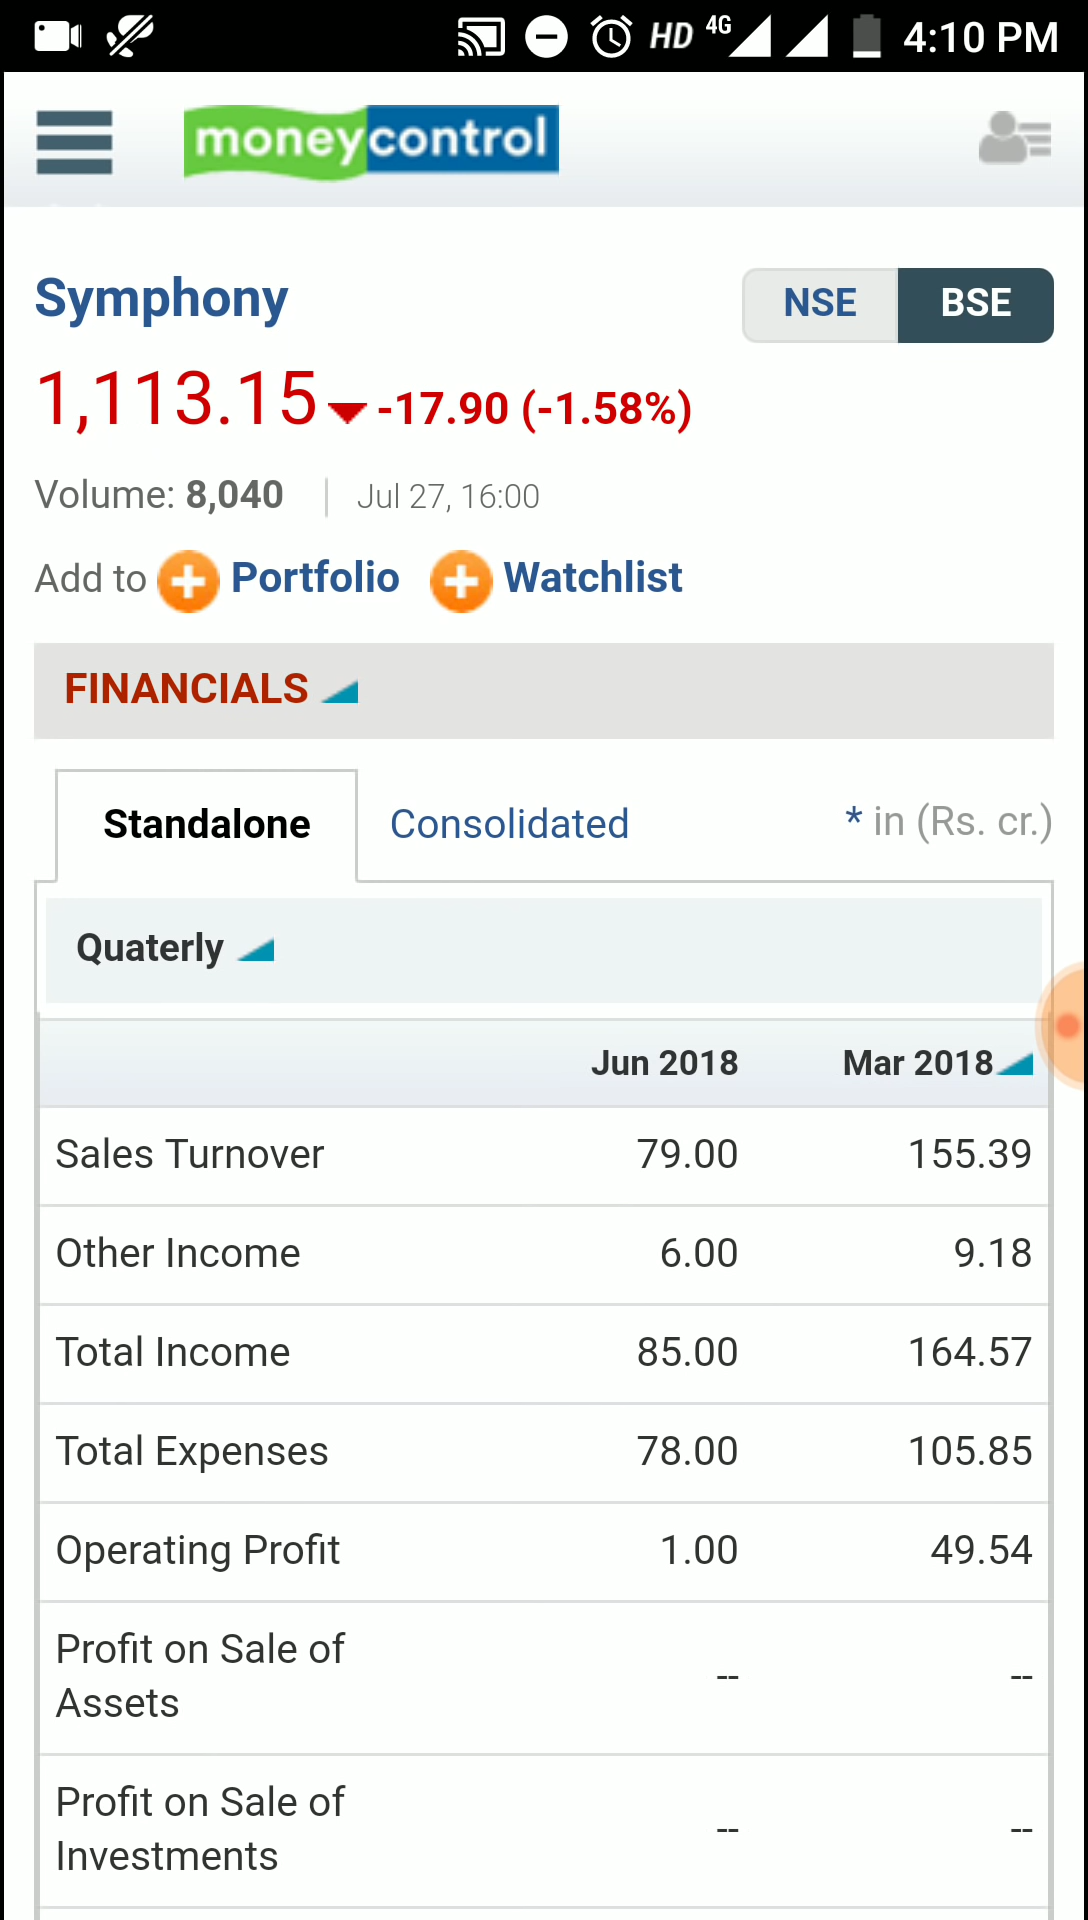 HD 4G 4:10 PM
moneycontrol
Symphony NSE BSE
1,113.15 -17.90 (-1.58%)
Volume: 8,040 | Jul 27, 16:00
Add to Portfolio Watchlist
FINANCIALS
Standalone Consolidated * in (Rs. cr.)
Quaterly
Jun 2018 Mar 2018
Sales Turnover 79.00 155.39
Other Income 6.00 9.18
Total Income 85.00 164.57
Total Expenses 78.00 105.85
Operating Profit 1.00 49.54
Profit on Sale of
Assets -- --
Profit on Sale of
Investments -- --